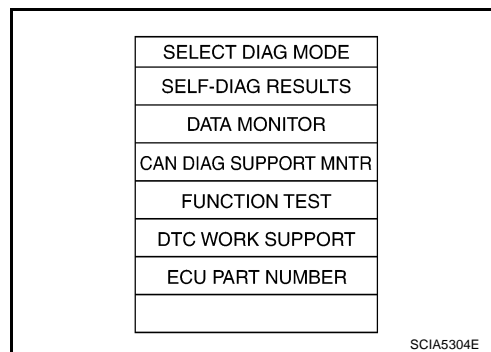 SELECT DIAG MODE
SELF-DIAG RESULTS
DATA MONITOR
CAN DIAG SUPPORT MNTR
FUNCTION TEST
DTC WORK SUPPORT
ECU PART NUMBER
SCIA5304E